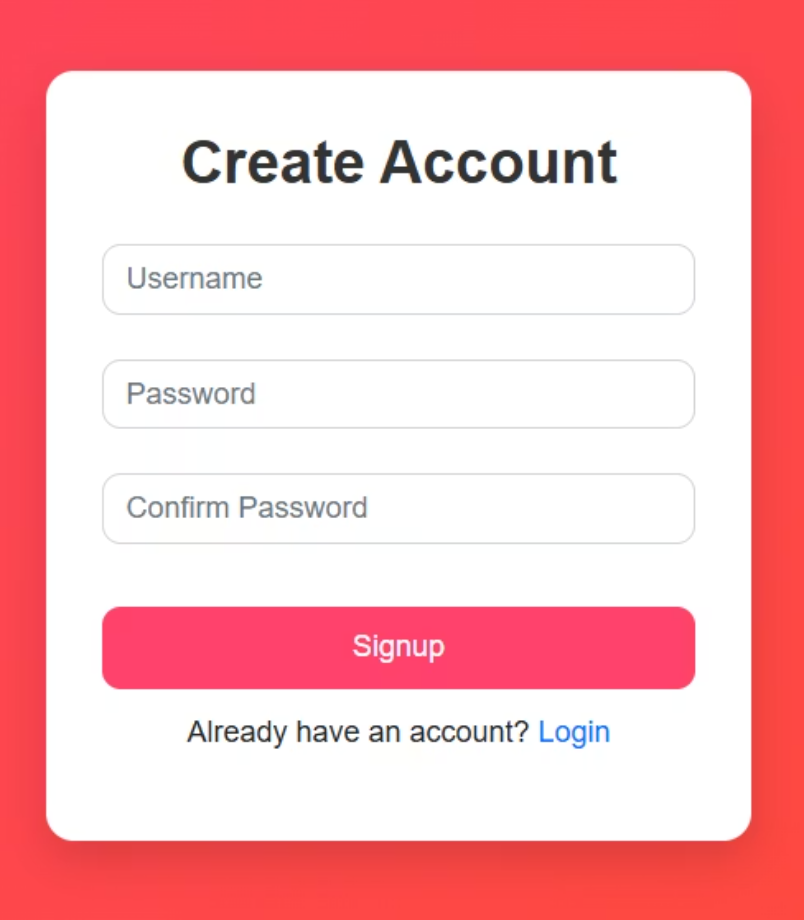 Create Account
Username
Password
Confirm Password
Signup
Already have an account? Login